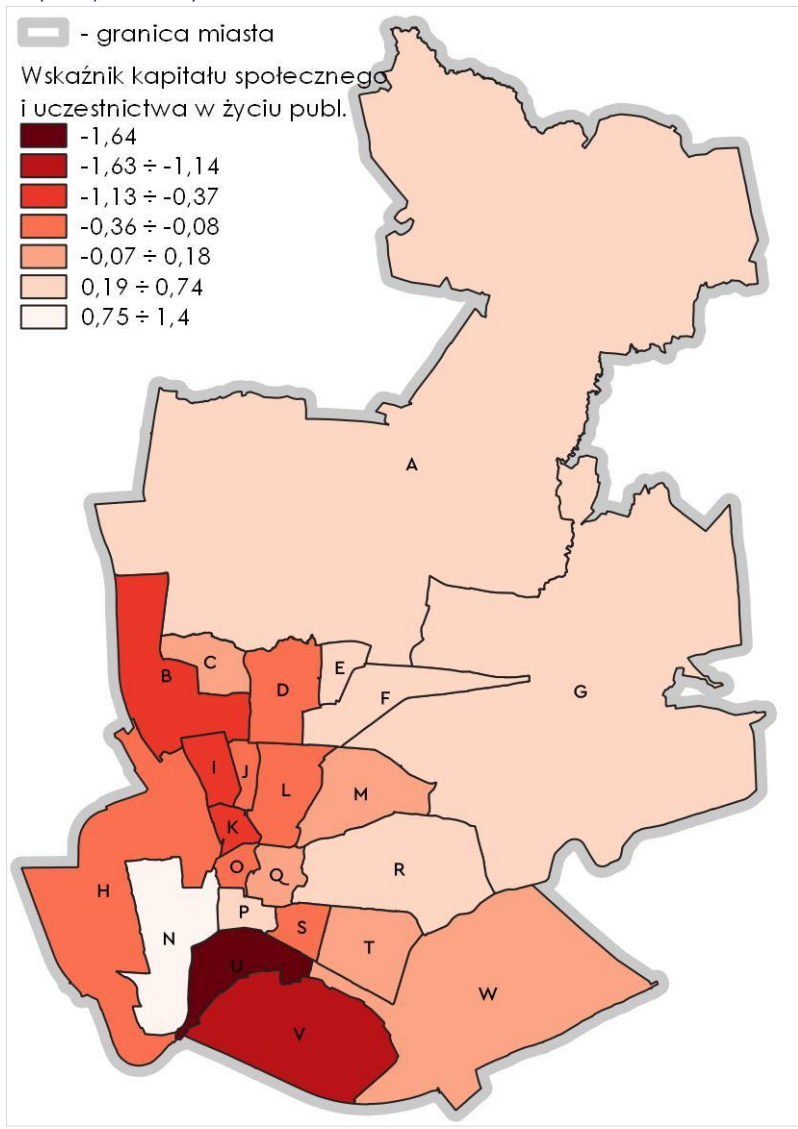 - granica miasta
Wskaźnik kapitału społecznego
i uczestnictwa w życiu publ.
-1,64
-1,63 ÷ -1,14
-1,13 ÷ -0,37
-0,36 ÷ -0,08
-0,07 ÷ 0,18
0,19 ÷ 0,74
0,75 ÷ 1,4
A
B
C
D
E
F
G
H
I
J
K
L
M
N
O
P
Q
R
S
T
U
V
W